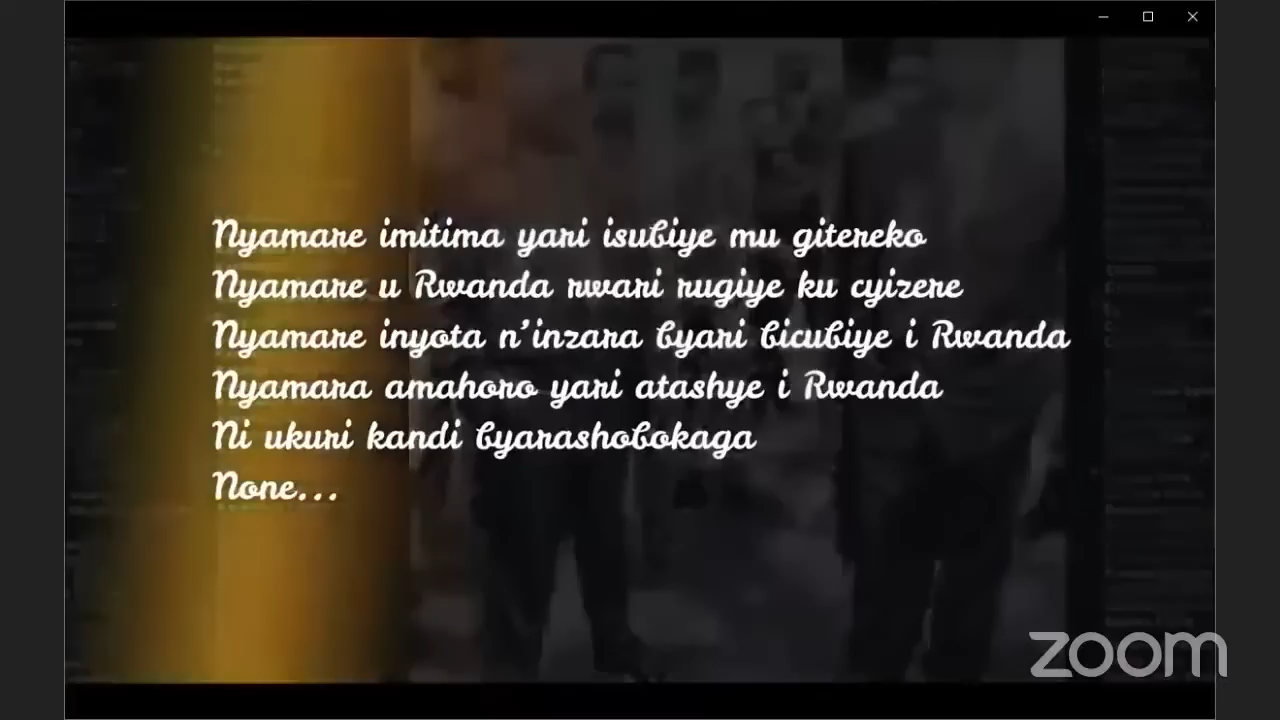 Nyamare imitima yari isubiye mu gitereko
Nyamare u Rwanda rwari rugiye ku cyizere
Nyamare inyota n'inzara byari bicubiye i Rwanda
Nyamara amahoro yari atashye i Rwanda
Ni ukuri kandi byarashobokaga
None...
zoom